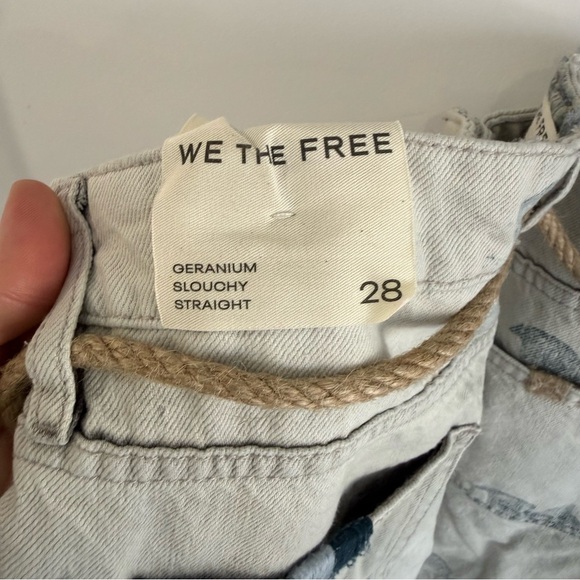 WE THE FREE
GERANIUM
SLOUCHY
STRAIGHT
28